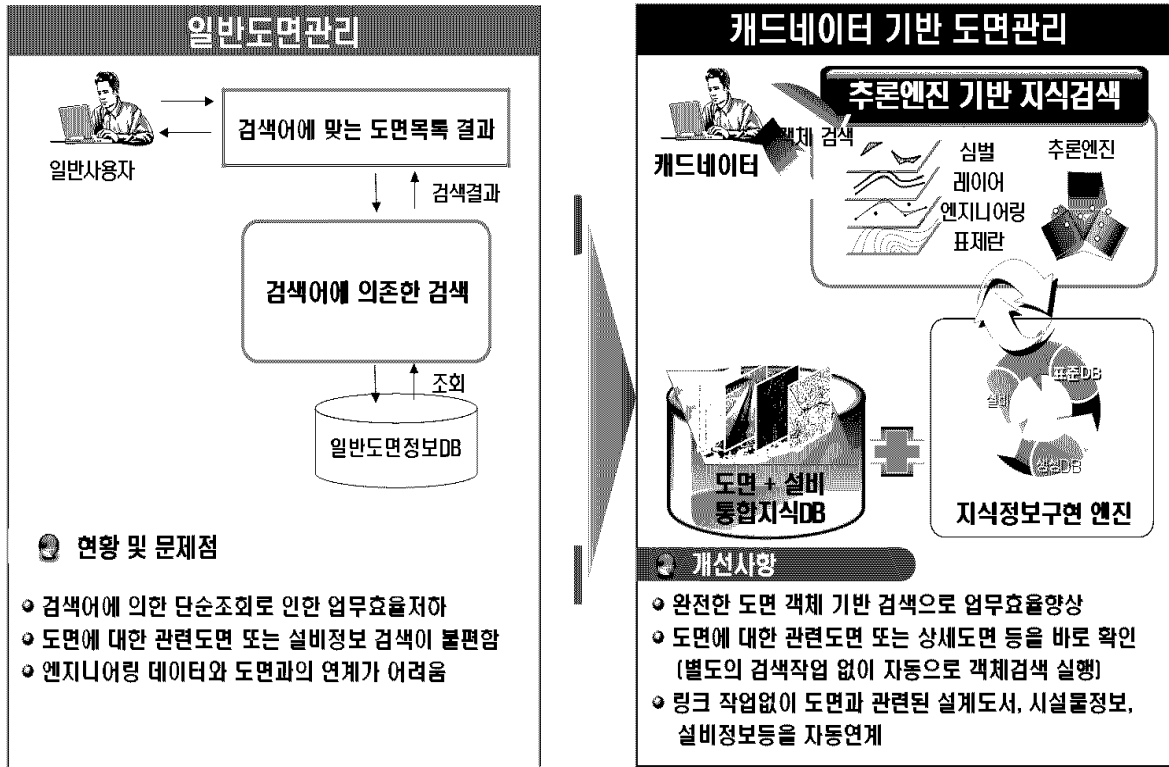 일반도면관리
일반사용자
검색어에 맞는 도면목록 결과
검색결과
검색어에 의존한 검색
조회
일반도면정보DB
현황 및 문제점
검색어에 의한 단순조회로 인한 업무효율저하
도면에 대한 관련도면 또는 설비정보 검색이 불편함
엔지니어링 데이터와 도면과의 연계가 어려움
캐드네이터 기반 도면관리
추론엔진 기반 지식검색
객체 검색
캐드네이터
심벌
레이어
엔지니어링
표제란
추론엔진
표준DB
설비
생성DB
지식정보구현 엔진
도면 + 설비
통합지식DB
개선사항
완전한 도면 객체 기반 검색으로 업무효율향상
도면에 대한 관련도면 또는 상세도면 등을 바로 확인
(별도의 검색작업 없이 자동으로 객체검색 실행)
링크 작업없이 도면과 관련된 설계도서, 시설물정보,
설비정보등을 자동연계